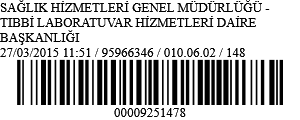 SAĞLIK HİZMETLERİ GENEL MÜDÜRLÜĞÜ -
TIBBİ LABORATUVAR HİZMETLERİ DAİRE
BAŞKANLIĞI
27/03/2015 11:51 / 95966346 / 010.06.02 / 148
00009251478